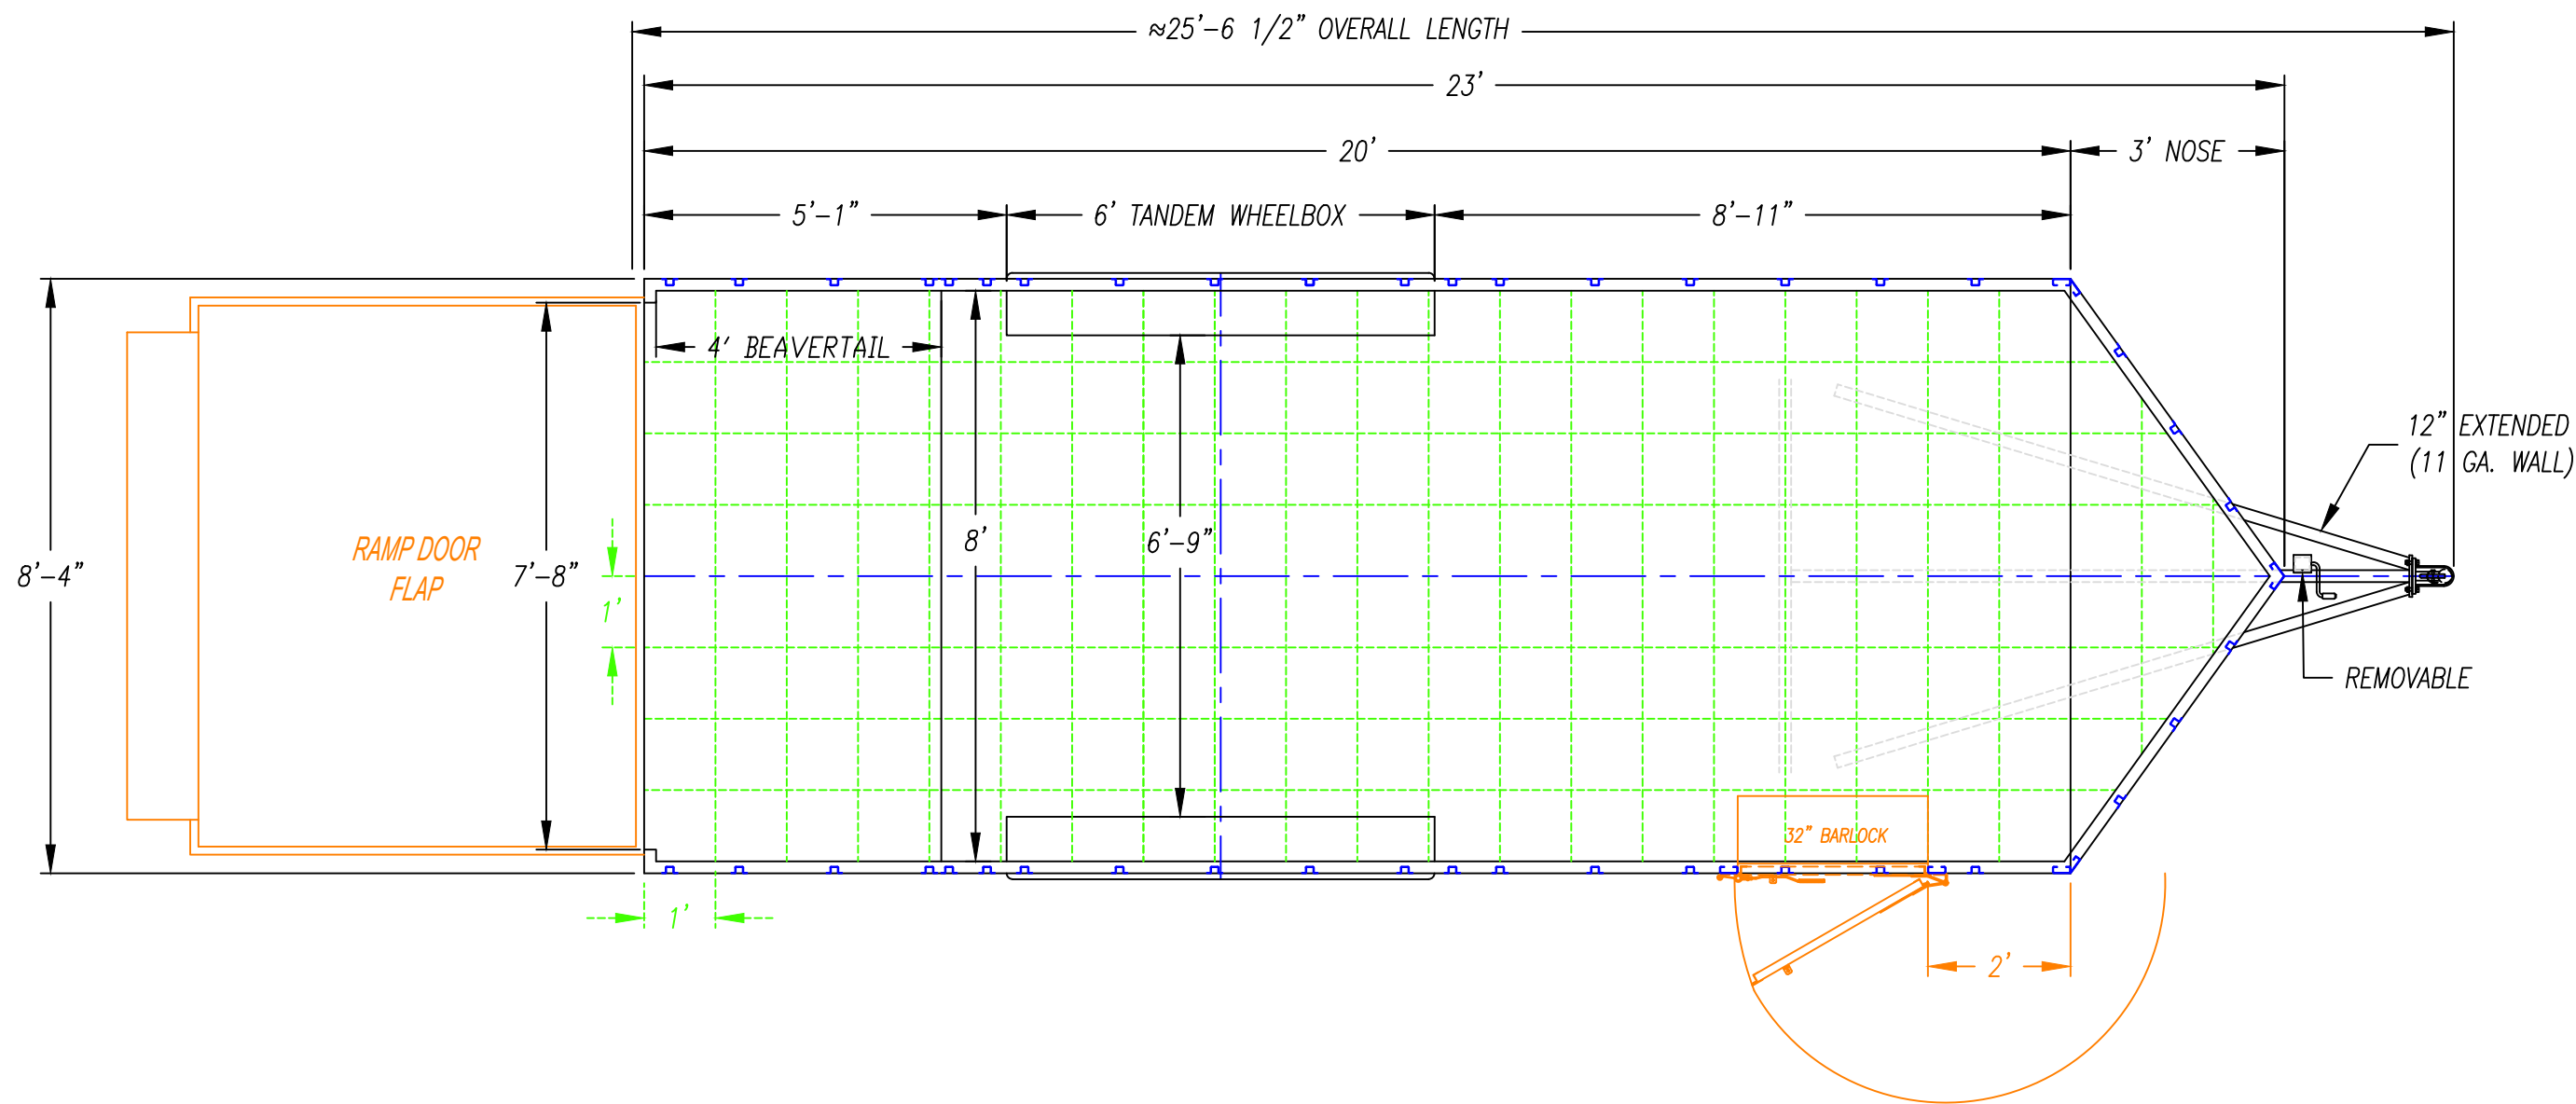 ≈25'-6 1/2" OVERALL LENGTH
23'
20'
3' NOSE
5'-1"
6' TANDEM WHEELBOX
8'-11"
4' BEAVERTAIL
12" EXTENDED
(11 GA. WALL)
RAMP DOOR
FLAP
8'-4"
7'-8"
8'
6'-9"
1'
REMOVABLE
32" BARLOCK
1'
2'